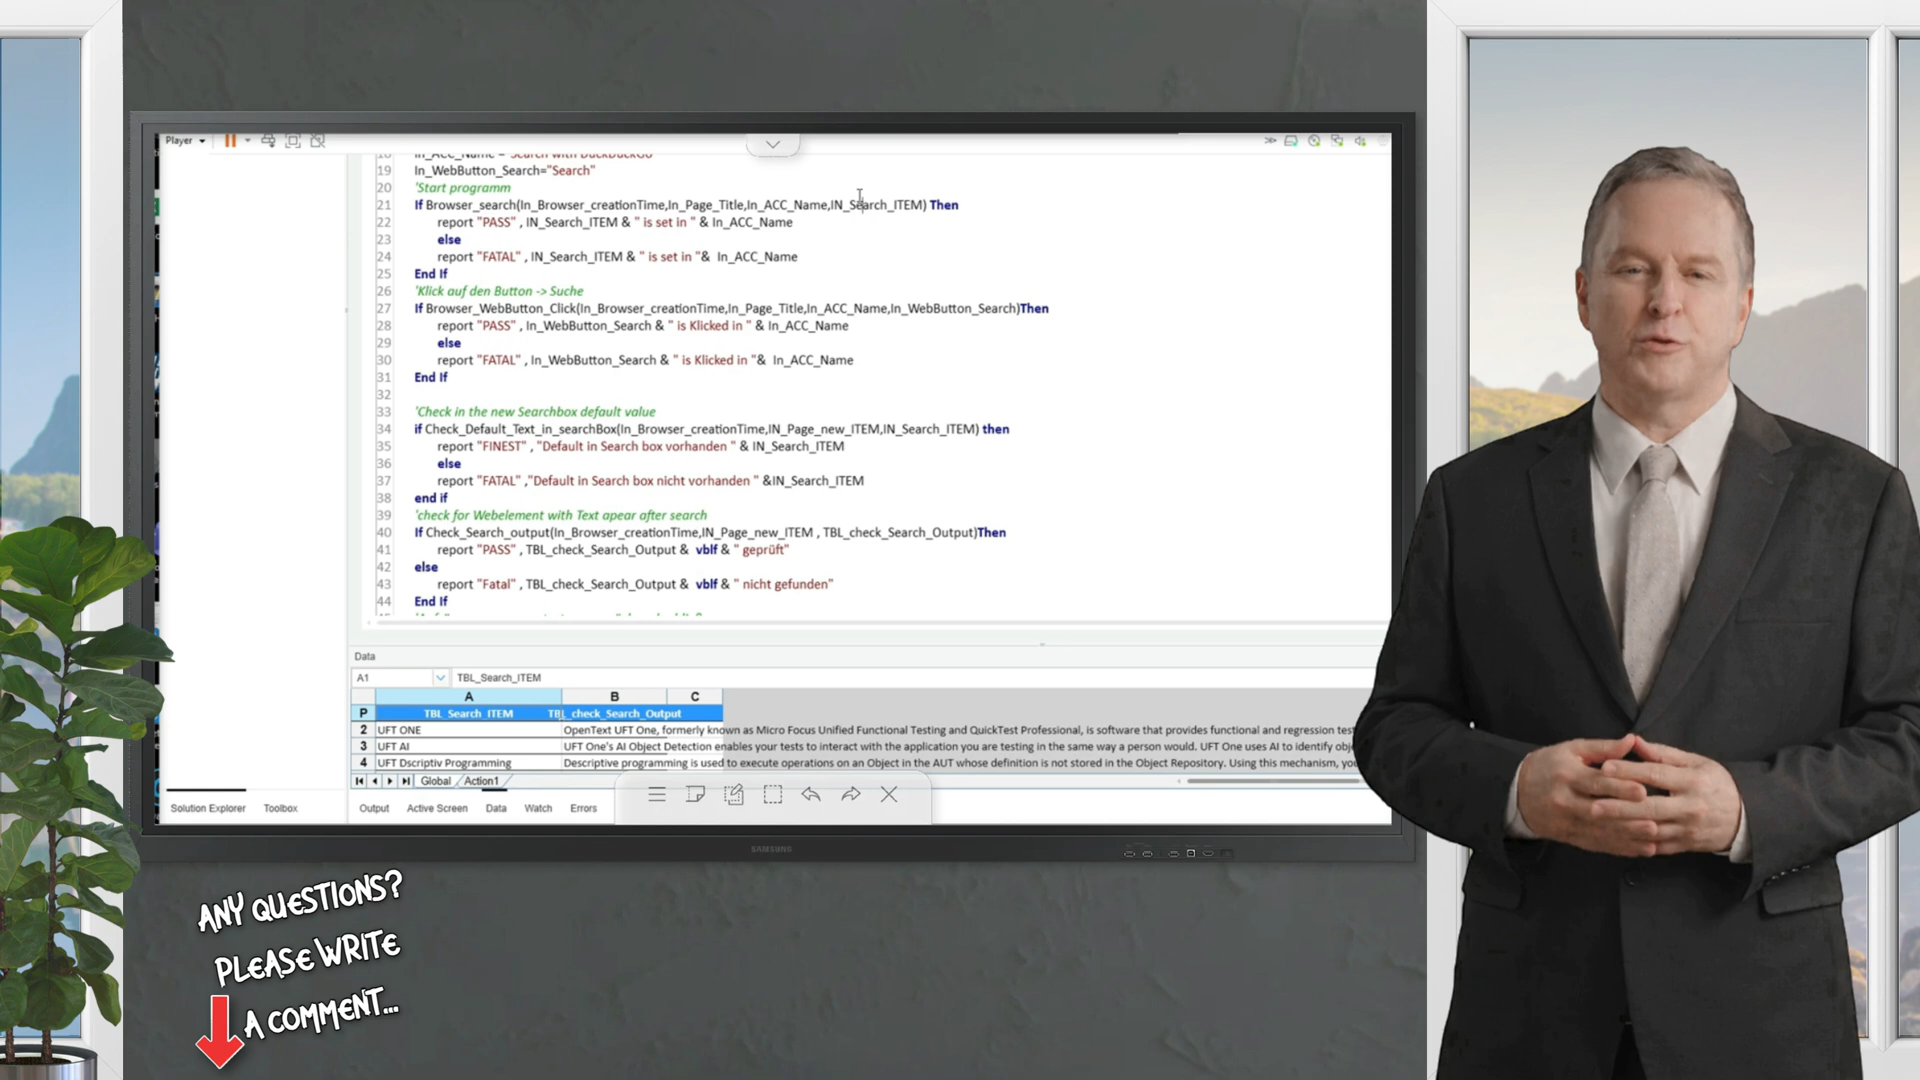 Player
18 In_ACC_Name = "Search with DuckDuckGo"
19 In_WebButton_Search="Search"
20 'Start programm
21 If Browser_search(In_Browser_creationTime,In_Page_Title,In_ACC_Name,IN_Search_ITEM) Then
22 report "PASS" , IN_Search_ITEM & " is set in " & In_ACC_Name
23 else
24 report "FATAL" , IN_Search_ITEM & " is set in "& In_ACC_Name
25 End If
26 'Klick auf den Button -> Suche
27 If Browser_WebButton_Click(In_Browser_creationTime,In_Page_Title,In_ACC_Name,In_WebButton_Search)Then
28 report "PASS" , In_WebButton_Search & " is Klicked in " & In_ACC_Name
29 else
30 report "FATAL" , In_WebButton_Search & " is Klicked in "& In_ACC_Name
31 End If
32
33 'Check in the new Searchbox default value
34 if Check_Default_Text_in_searchBox(In_Browser_creationTime,IN_Page_new_ITEM,IN_Search_ITEM) then
35 report "FINEST" , "Default in Search box vorhanden " & IN_Search_ITEM
36 else
37 report "FATAL" ,"Default in Search box nicht vorhanden " &IN_Search_ITEM
38 end if
39 'check for Webelement with Text apear after search
40 If Check_Search_output(In_Browser_creationTime,IN_Page_new_ITEM , TBL_check_Search_Output)Then
41 report "PASS" , TBL_check_Search_Output & vblf & " geprüft"
42 else
43 report "Fatal" , TBL_check_Search_Output & vblf & " nicht gefunden"
44 End If
Data
A1 TBL_Search_ITEM
A B C
P TBL_Search_ITEM TBL_check_Search_Output
2 UFT ONE OpenText UFT One, formerly known as Micro Focus Unified Functional Testing and QuickTest Professional, is software that provides functional and regression test
3 UFT AI UFT One's AI Object Detection enables your tests to interact with the application you are testing in the same way a person would. UFT One uses AI to identify obj
4 UFT Dscriptiv Programming Descriptive programming is used to execute operations on an Object in the AUT whose definition is not stored in the Object Repository. Using this mechanism, yo
Global Action1
Solution Explorer Toolbox Output Active Screen Data Watch Errors
SAMSUNG
ANY QUESTIONS?
PLEASE WRITE
A COMMENT...